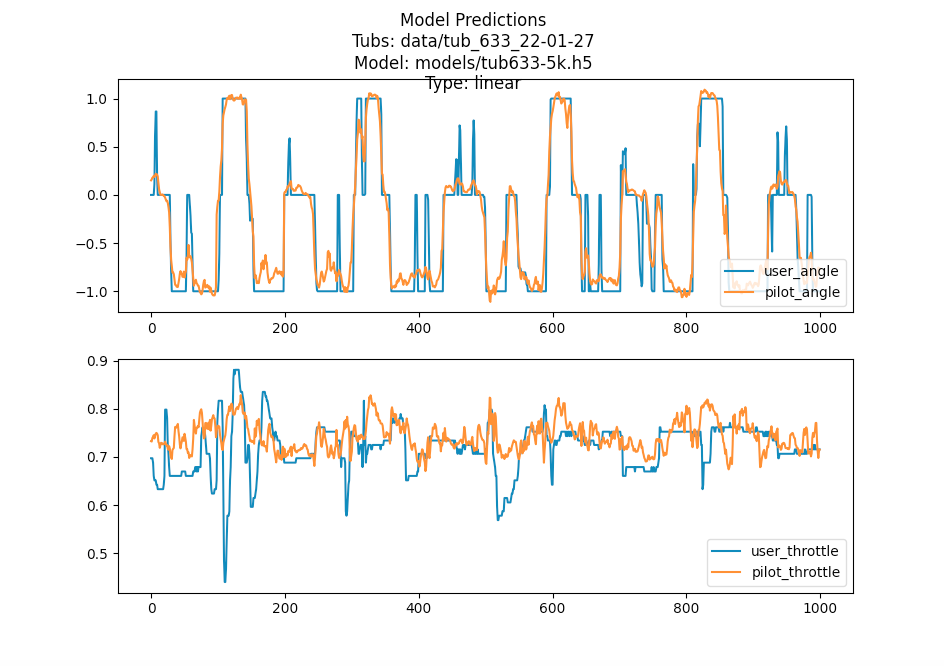 Model Predictions
Tubs: data/tub_633_22-01-27
Model: models/tub633-5k.h5
Type: linear
1.0
0.5
0.0
−0.5
−1.0
user_angle
pilot_angle
0 200 400 600 800 1000
0.9
0.8
0.7
0.6
0.5
user_throttle
pilot_throttle
0 200 400 600 800 1000